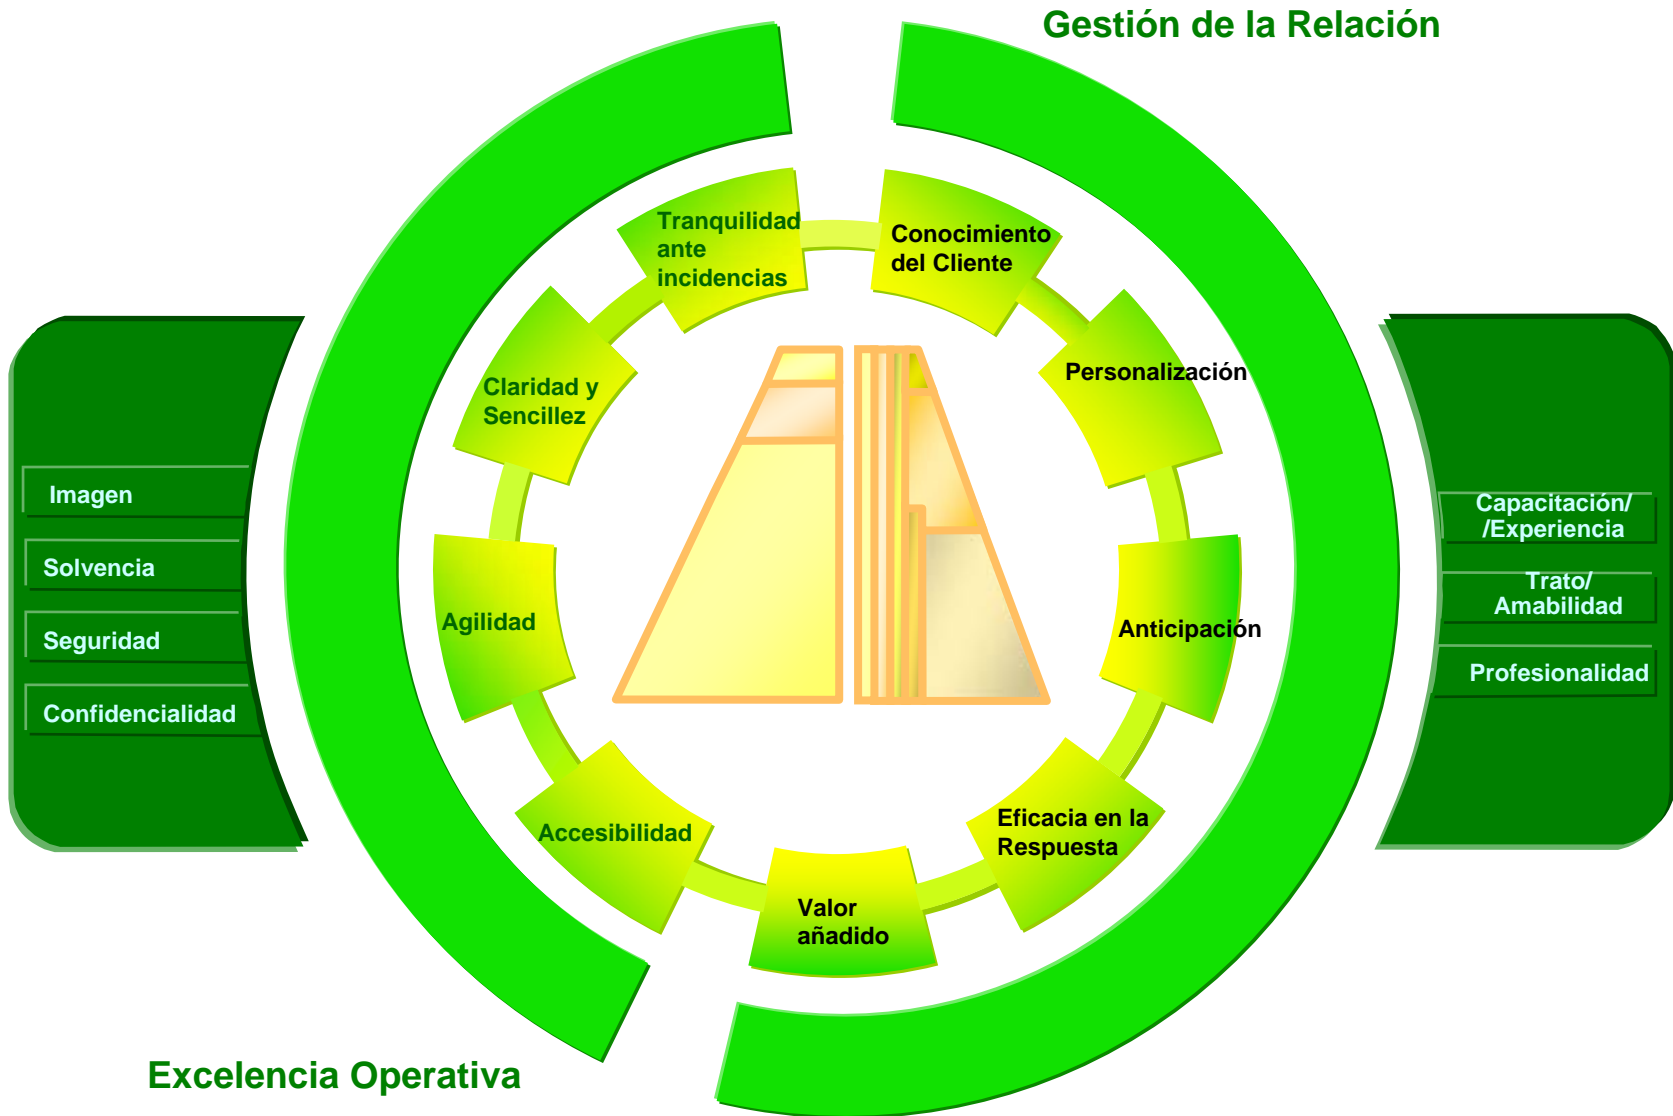 Gestión de la Relación
Tranquilidad
ante
incidencias
Conocimiento
del Cliente
Claridad y
Sencillez
Personalización
Agilidad
Anticipación
Accesibilidad
Eficacia en la
Respuesta
Valor
añadido
Imagen
Solvencia
Seguridad
Confidencialidad
Capacitación/
/Experiencia
Trato/
Amabilidad
Profesionalidad
Excelencia Operativa